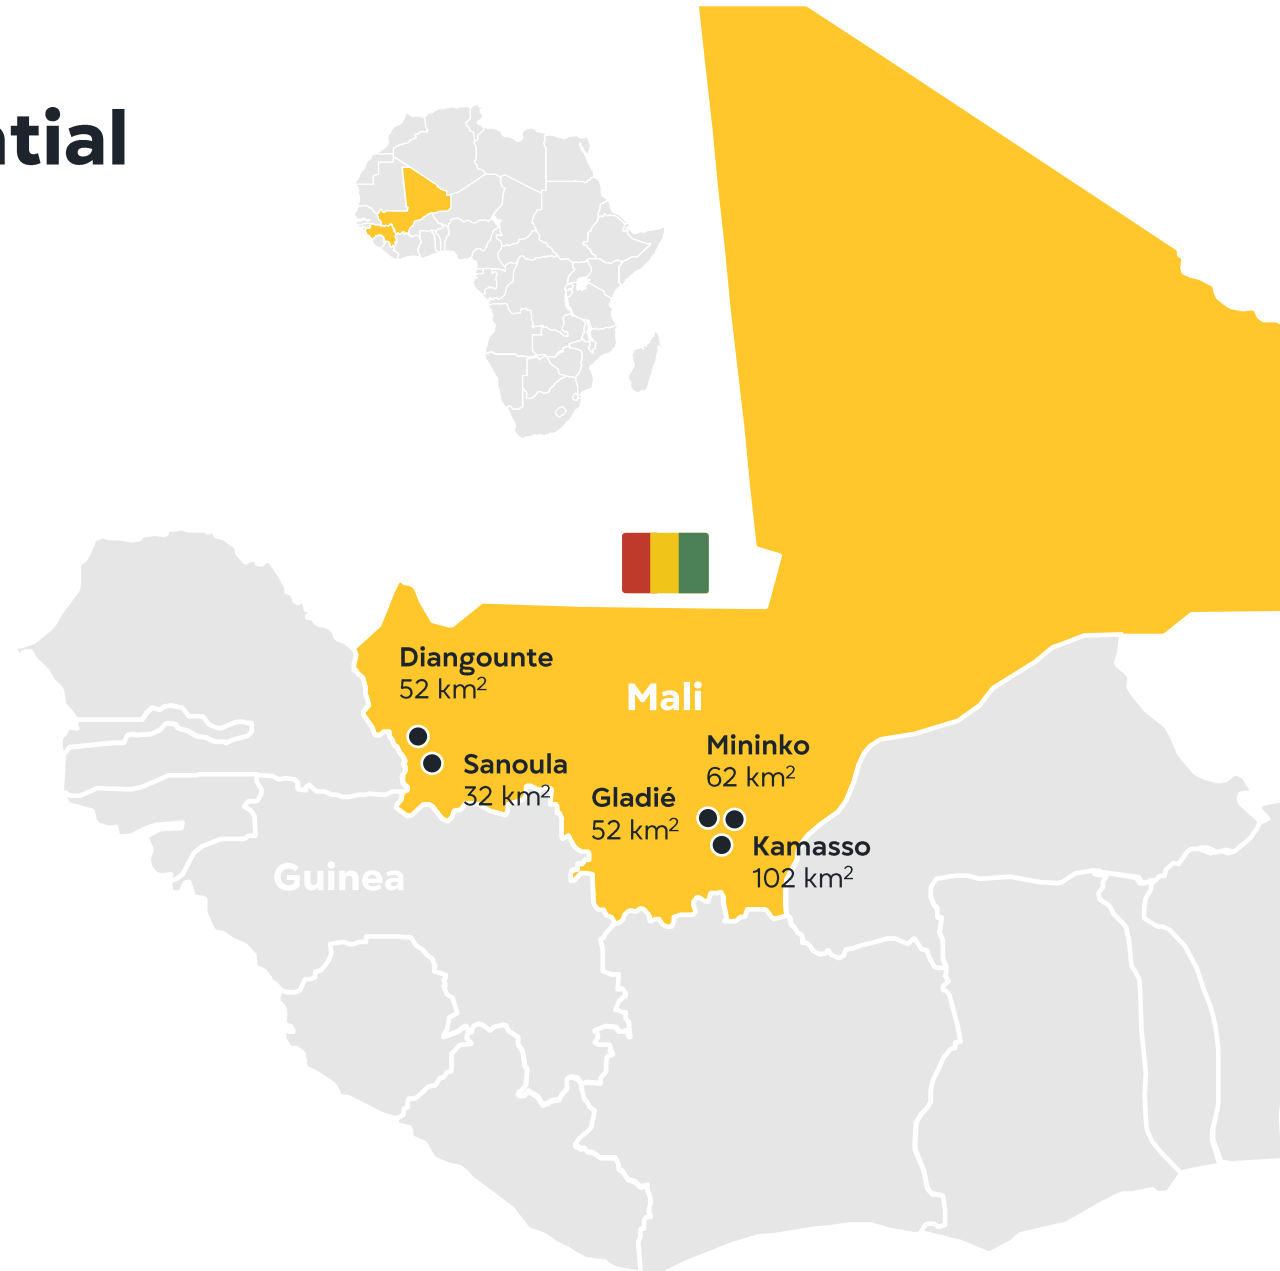 tial
Diangounte
52 km²
Mali
Mininko
62 km²
Sanoula
32 km²
Gladié
52 km²
Kamasso
102 km²
Guinea